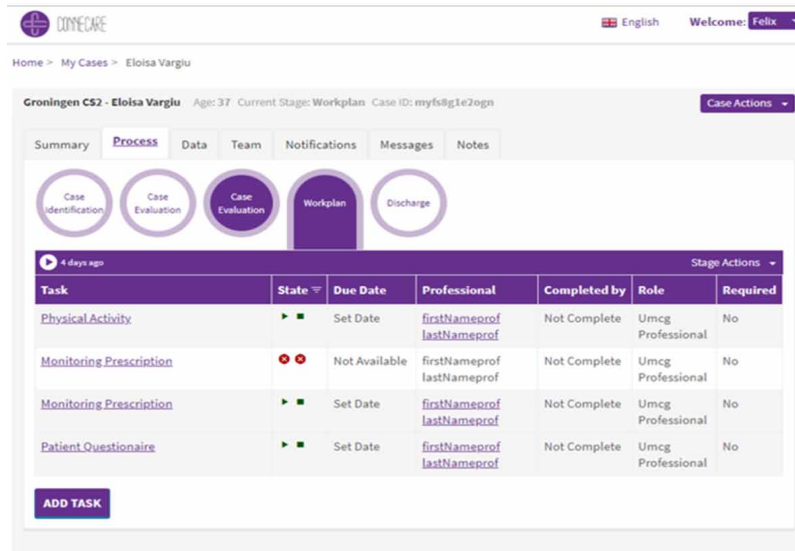 CONNECARE
English Welcome: Felix
Home > My Cases > Eloisa Vargiu
Groningen CS2 - Eloisa Vargiu Age: 37 Current Stage: Workplan Case ID: myfs8g1e2ogn Case Actions
Summary Process Data Team Notifications Messages Notes
Case Identification
Case Evaluation
Case Evaluation
Workplan
Discharge
4 days ago Stage Actions
Task State Due Date Professional Completed by Role Required
Physical Activity Set Date firstNameprof lastNameprof Not Complete Umcg Professional No
Monitoring Prescription Not Available firstNameprof lastNameprof Not Complete Umcg Professional No
Monitoring Prescription Set Date firstNameprof lastNameprof Not Complete Umcg Professional No
Patient Questionaire Set Date firstNameprof lastNameprof Not Complete Umcg Professional No
ADD TASK